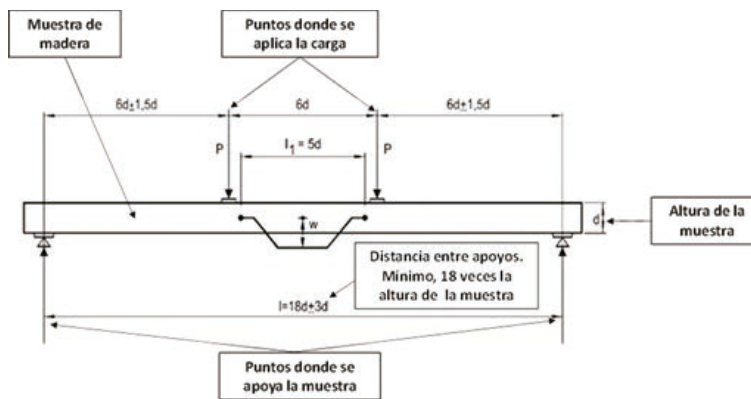 Muestra de
madera
Puntos donde se
aplica la carga
6d±1,5d
6d
6d±1,5d
P
l1 = 5d
P
w
d
Altura de la
muestra
Distancia entre apoyos.
Mínimo, 18 veces la
altura de la muestra
l=18d±3d
Puntos donde se
apoya la muestra